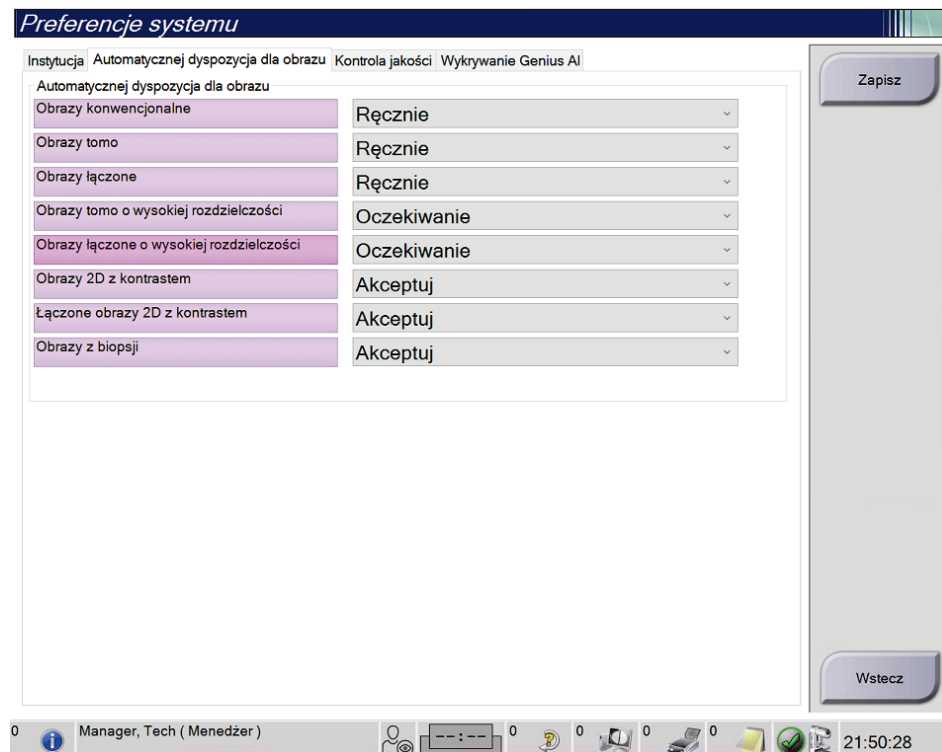 Preferencje systemu
Instytucja Automatycznej dyspozycja dla obrazu Kontrola jakości Wykrywanie Genius AI
Automatycznej dyspozycja dla obrazu
Zapisz
Obrazy konwencjonalne Ręcznie
Obrazy tomo Ręcznie
Obrazy łączone Ręcznie
Obrazy tomo o wysokiej rozdzielczości Oczekiwanie
Obrazy łączone o wysokiej rozdzielczości Oczekiwanie
Obrazy 2D z kontrastem Akceptuj
Łączone obrazy 2D z kontrastem Akceptuj
Obrazy z biopsji Akceptuj
Wstecz
0 Manager, Tech ( Menedżer ) --:-- 0 0 0 0 21:50:28